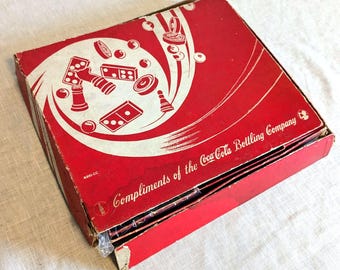 Compliments of the Coca-Cola Bottling Company